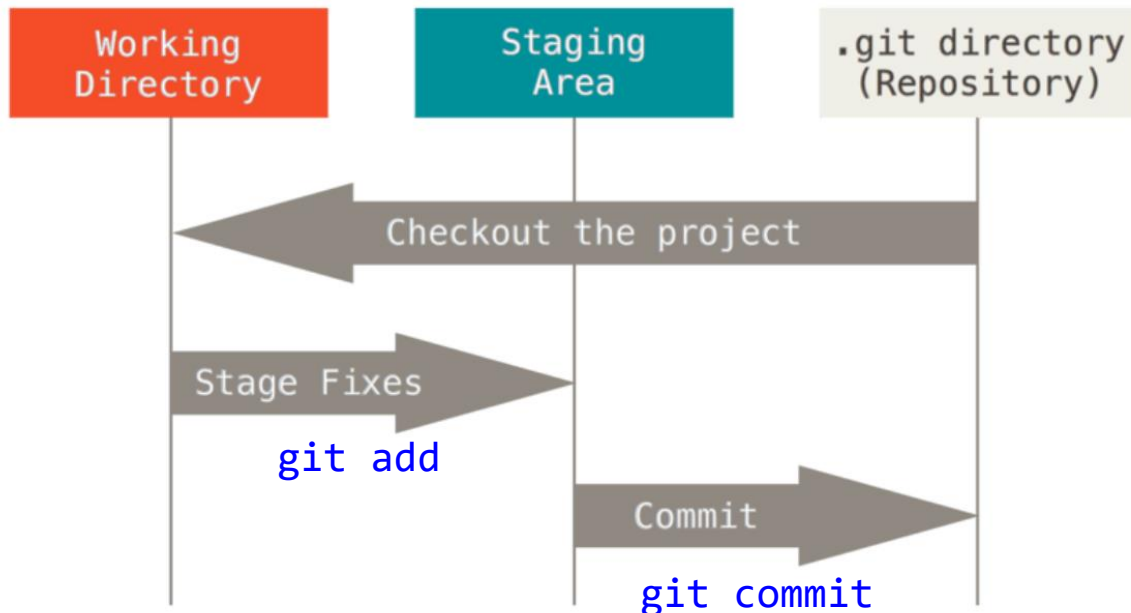 Working
Directory
Staging
Area
.git directory
(Repository)
Checkout the project
Stage Fixes
git add
Commit
git commit